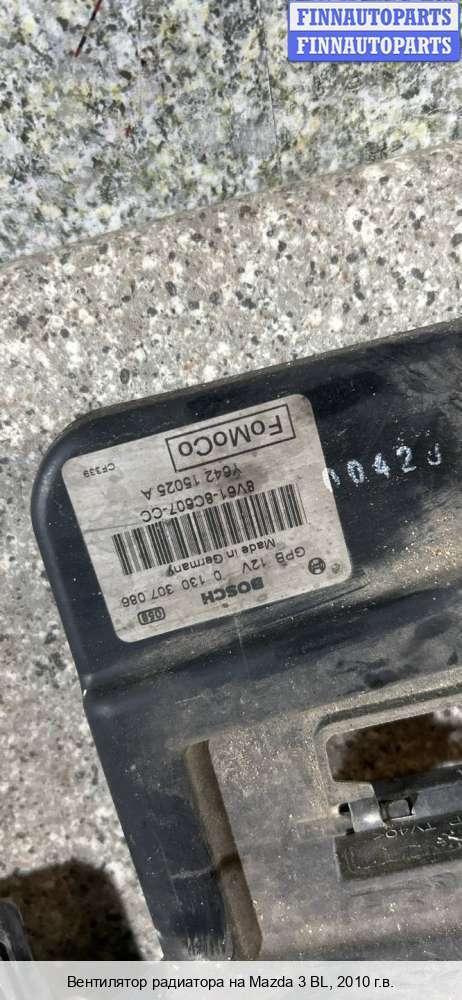 FINNAUTOPARTS
FINNAUTOPARTS
BOSCH 058
GPB 12V 0 130 307 086
Made in Germany
8V61-8C607-CC
Y642 15025 A
FoMoCo
CF339
Вентилятор радиатора на Mazda 3 BL, 2010 г.в.